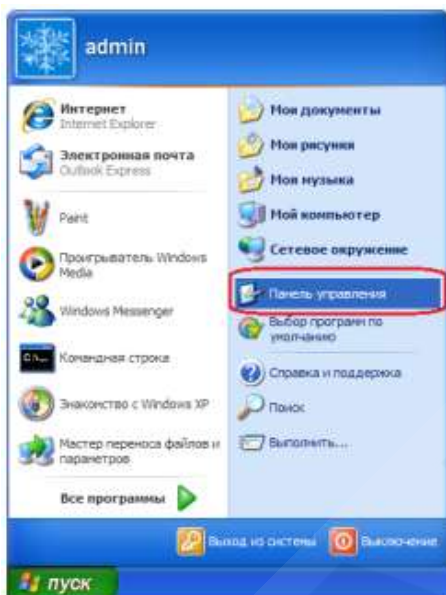 admin
Интернет
Internet Explorer
Электронная почта
Outlook Express
Paint
Проигрыватель Windows
Media
Windows Messenger
Командная строка
Знакомство с Windows XP
Мастер переноса файлов и
параметров
Все программы
Мои документы
Мои рисунки
Моя музыка
Мой компьютер
Сетевое окружение
Панель управления
Выбор программ по
умолчанию
Справка и поддержка
Поиск
Выполнить...
Выход из системы
Выключение
пуск